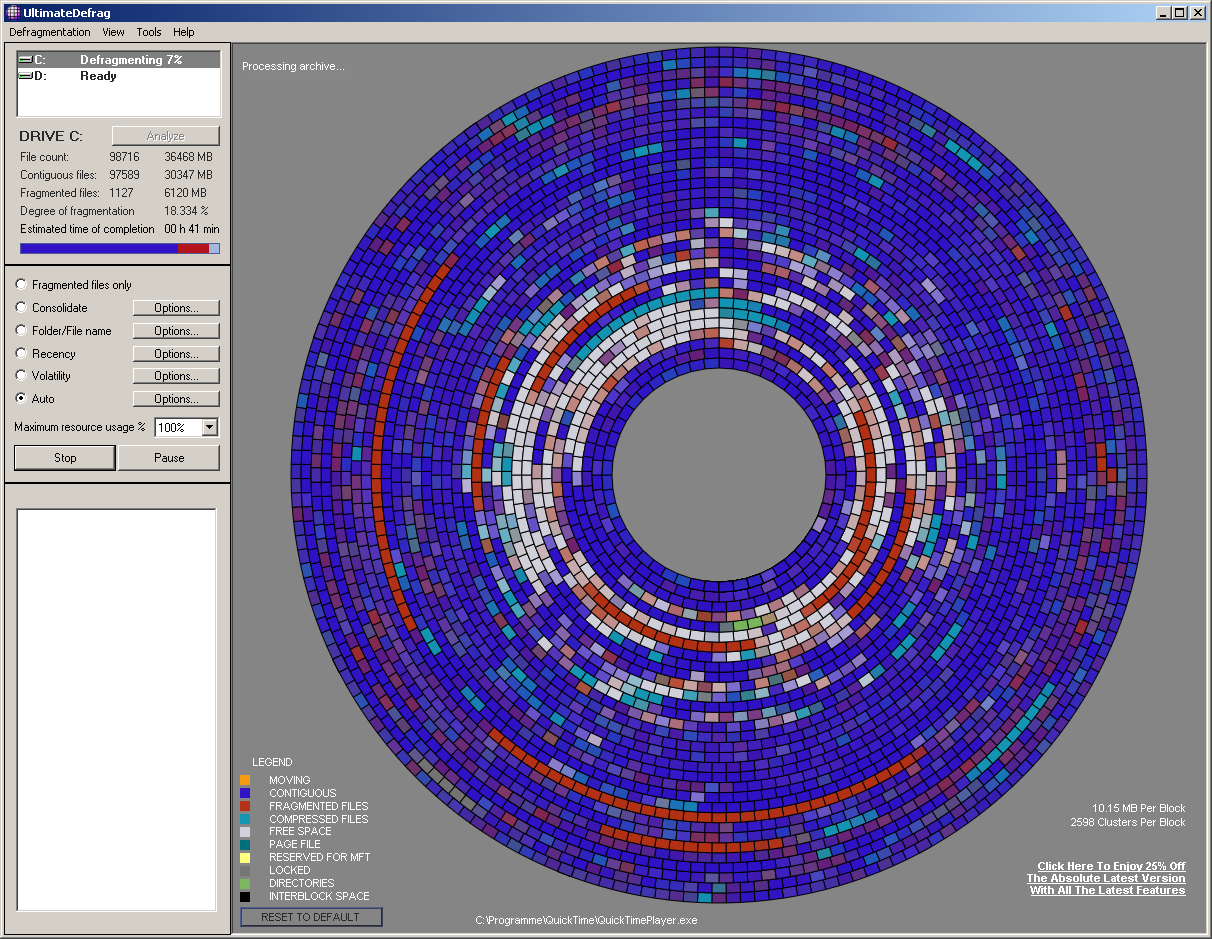 UltimateDefrag
Defragmentation View Tools Help
C: Defragmenting 7%
D: Ready
DRIVE C: Analyze
File count: 98716 36468 MB
Contiguous files: 97589 30347 MB
Fragmented files: 1127 6120 MB
Degree of fragmentation 18.334 %
Estimated time of completion 00 h 41 min
Fragmented files only
Consolidate Options...
Folder/File name Options...
Recency Options...
Volatility Options...
Auto Options...
Maximum resource usage % 100%
Stop Pause
Processing archive...
LEGEND
MOVING
CONTIGUOUS
FRAGMENTED FILES
COMPRESSED FILES
FREE SPACE
PAGE FILE
RESERVED FOR MFT
LOCKED
DIRECTORIES
INTERBLOCK SPACE
RESET TO DEFAULT
C:\Programme\QuickTime\QuickTimePlayer.exe
10.15 MB Per Block
2598 Clusters Per Block
Click Here To Enjoy 25% Off
The Absolute Latest Version
With All The Latest Features